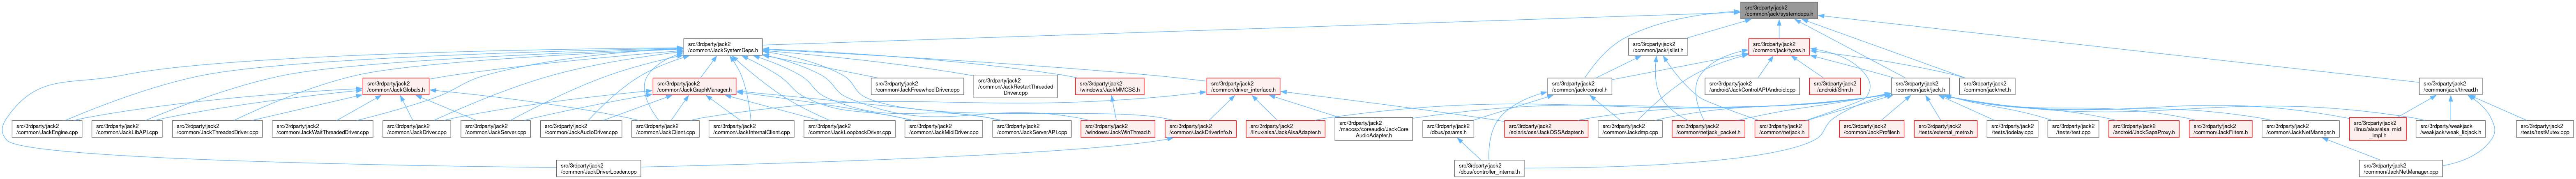 src/3rdparty/jack2
/common/jack/systemdeps.h
src/3rdparty/jack2
/common/JackSystemDeps.h
src/3rdparty/jack2
/common/jack/jslist.h
src/3rdparty/jack2
/common/jack/types.h
src/3rdparty/jack2
/common/JackGlobals.h
src/3rdparty/jack2
/common/JackGraphManager.h
src/3rdparty/jack2
/common/JackFreewheelDriver.cpp
src/3rdparty/jack2
/common/JackRestartThreaded
Driver.cpp
src/3rdparty/jack2
/windows/JackMMCSS.h
src/3rdparty/jack2
/common/driver_interface.h
src/3rdparty/jack2
/common/jack/control.h
src/3rdparty/jack2
/android/JackControlAPIAndroid.cpp
src/3rdparty/jack2
/android/Shm.h
src/3rdparty/jack2
/common/jack/jack.h
src/3rdparty/jack2
/common/jack/net.h
src/3rdparty/jack2
/common/jack/thread.h
src/3rdparty/jack2
/common/JackEngine.cpp
src/3rdparty/jack2
/common/JackLibAPI.cpp
src/3rdparty/jack2
/common/JackThreadedDriver.cpp
src/3rdparty/jack2
/common/JackWaitThreadedDriver.cpp
src/3rdparty/jack2
/common/JackDriver.cpp
src/3rdparty/jack2
/common/JackServer.cpp
src/3rdparty/jack2
/common/JackAudioDriver.cpp
src/3rdparty/jack2
/common/JackClient.cpp
src/3rdparty/jack2
/common/JackInternalClient.cpp
src/3rdparty/jack2
/common/JackLoopbackDriver.cpp
src/3rdparty/jack2
/common/JackMidiDriver.cpp
src/3rdparty/jack2
/common/JackServerAPI.cpp
src/3rdparty/jack2
/windows/JackWinThread.h
src/3rdparty/jack2
/common/JackDriverInfo.h
src/3rdparty/jack2
/linux/alsa/JackAlsaAdapter.h
src/3rdparty/jack2
/macosx/coreaudio/JackCore
AudioAdapter.h
src/3rdparty/jack2
/dbus/params.h
src/3rdparty/jack2
/solaris/oss/JackOSSAdapter.h
src/3rdparty/jack2
/common/Jackdmp.cpp
src/3rdparty/jack2
/common/netjack_packet.h
src/3rdparty/jack2
/common/netjack.h
src/3rdparty/jack2
/common/JackProfiler.h
src/3rdparty/jack2
/tests/external_metro.h
src/3rdparty/jack2
/tests/iodelay.cpp
src/3rdparty/jack2
/tests/test.cpp
src/3rdparty/jack2
/android/JackSapaProxy.h
src/3rdparty/jack2
/common/JackFilters.h
src/3rdparty/jack2
/common/JackNetManager.h
src/3rdparty/jack2
/linux/alsa/alsa_midi
_impl.h
src/3rdparty/weakjack
/weakjack/weak_libjack.h
src/3rdparty/jack2
/tests/testMutex.cpp
src/3rdparty/jack2
/common/JackDriverLoader.cpp
src/3rdparty/jack2
/dbus/controller_internal.h
src/3rdparty/jack2
/common/JackNetManager.cpp